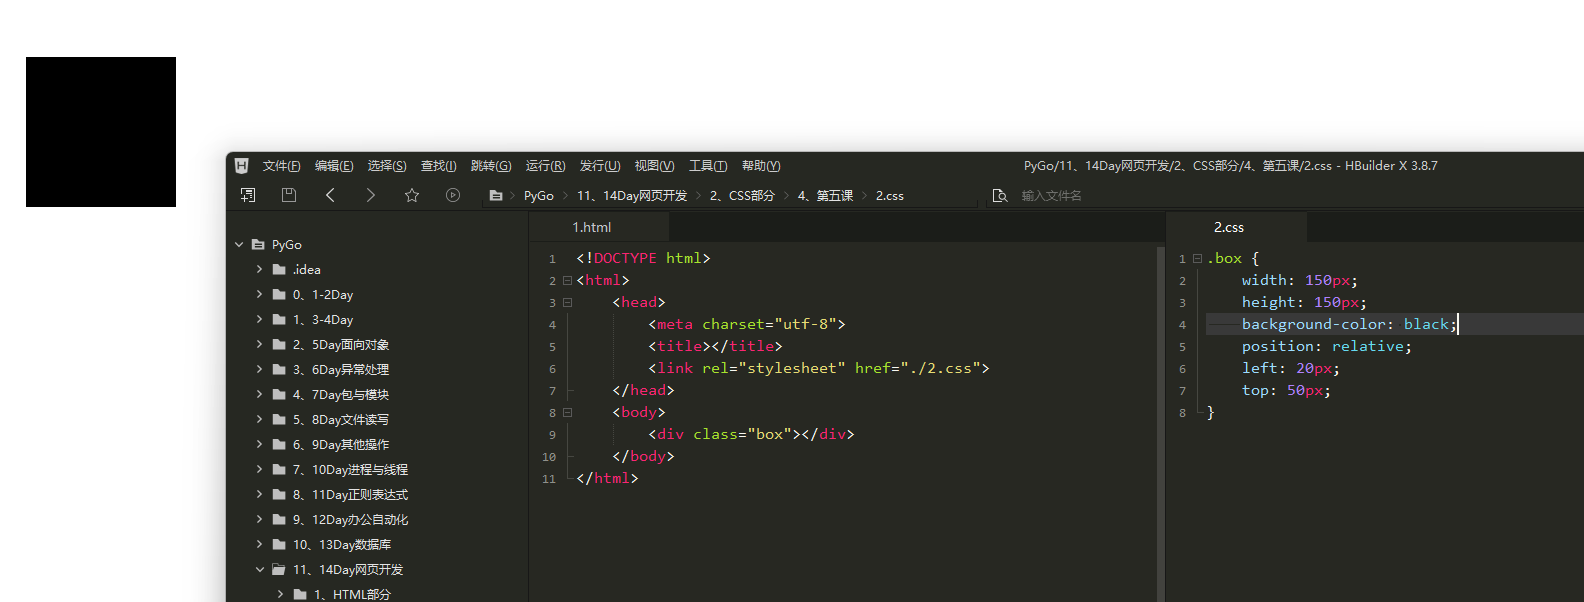 文件(F) 编辑(E) 选择(S) 查找(I) 跳转(G) 运行(R) 发行(U) 视图(V) 工具(T) 帮助(Y) PyGo/11、14Day网页开发/2、CSS部分/4、第五课/2.css - HBuilder X 3.8.7
PyGo 11、14Day网页开发 2、CSS部分 4、第五课 2.css 输入文件名
PyGo
.idea
0、1-2Day
1、3-4Day
2、5Day面向对象
3、6Day异常处理
4、7Day包与模块
5、8Day文件读写
6、9Day其他操作
7、10Day进程与线程
8、11Day正则表达式
9、12Day办公自动化
10、13Day数据库
11、14Day网页开发
1、HTML部分
1.html
1 <!DOCTYPE html>
2 <html>
3 <head>
4 <meta charset="utf-8">
5 <title></title>
6 <link rel="stylesheet" href="./2.css">
7 </head>
8 <body>
9 <div class="box"></div>
10 </body>
11 </html>
2.css
1 .box {
2 width: 150px;
3 height: 150px;
4 background-color: black;
5 position: relative;
6 left: 20px;
7 top: 50px;
8 }